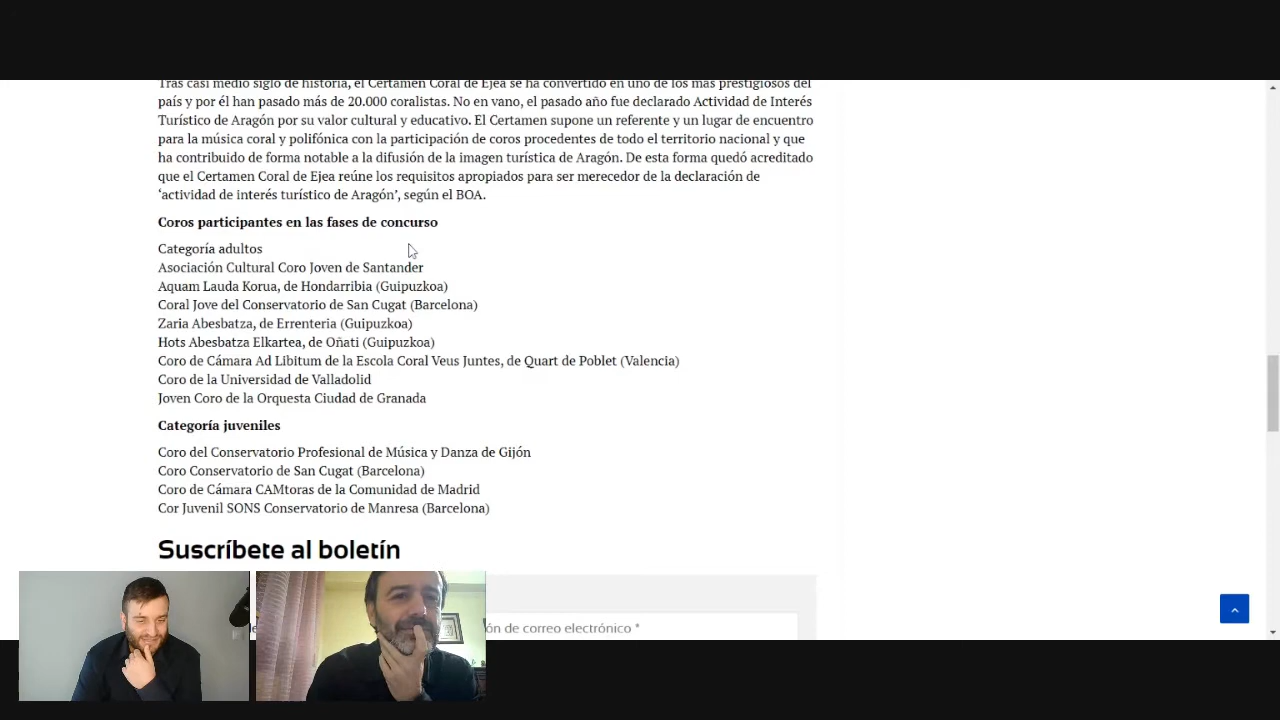 Tras casi medio siglo de historia, el Certamen Coral de Ejea se ha convertido en uno de los más prestigiosos del
país y por él han pasado más de 20.000 coralistas. No en vano, el pasado año fue declarado Actividad de Interés
Turístico de Aragón por su valor cultural y educativo. El Certamen supone un referente y un lugar de encuentro
para la música coral y polifónica con la participación de coros procedentes de todo el territorio nacional y que
ha contribuido de forma notable a la difusión de la imagen turística de Aragón. De esta forma quedó acreditado
que el Certamen Coral de Ejea reúne los requisitos apropiados para ser merecedor de la declaración de
‘actividad de interés turístico de Aragón’, según el BOA.
Coros participantes en las fases de concurso
Categoría adultos
Asociación Cultural Coro Joven de Santander
Aquam Lauda Korua, de Hondarribia (Guipuzkoa)
Coral Jove del Conservatorio de San Cugat (Barcelona)
Zaria Abesbatza, de Errenteria (Guipuzkoa)
Hots Abesbatza Elkartea, de Oñati (Guipuzkoa)
Coro de Cámara Ad Libitum de la Escola Coral Veus Juntes, de Quart de Poblet (Valencia)
Coro de la Universidad de Valladolid
Joven Coro de la Orquesta Ciudad de Granada
Categoría juveniles
Coro del Conservatorio Profesional de Música y Danza de Gijón
Coro Conservatorio de San Cugat (Barcelona)
Coro de Cámara CAMtoras de la Comunidad de Madrid
Cor Juvenil SONS Conservatorio de Manresa (Barcelona)
Suscríbete al boletín
de correo electrónico *